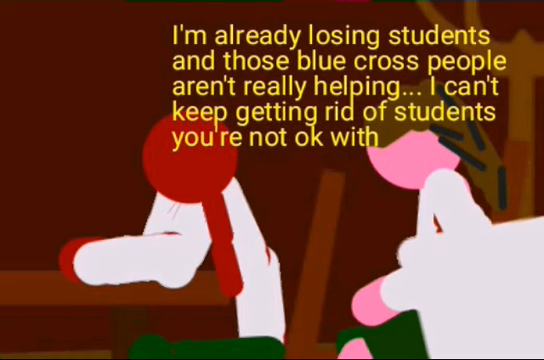 I'm already losing students
and those blue cross people
aren't really helping... I can't
keep getting rid of students
you're not ok with